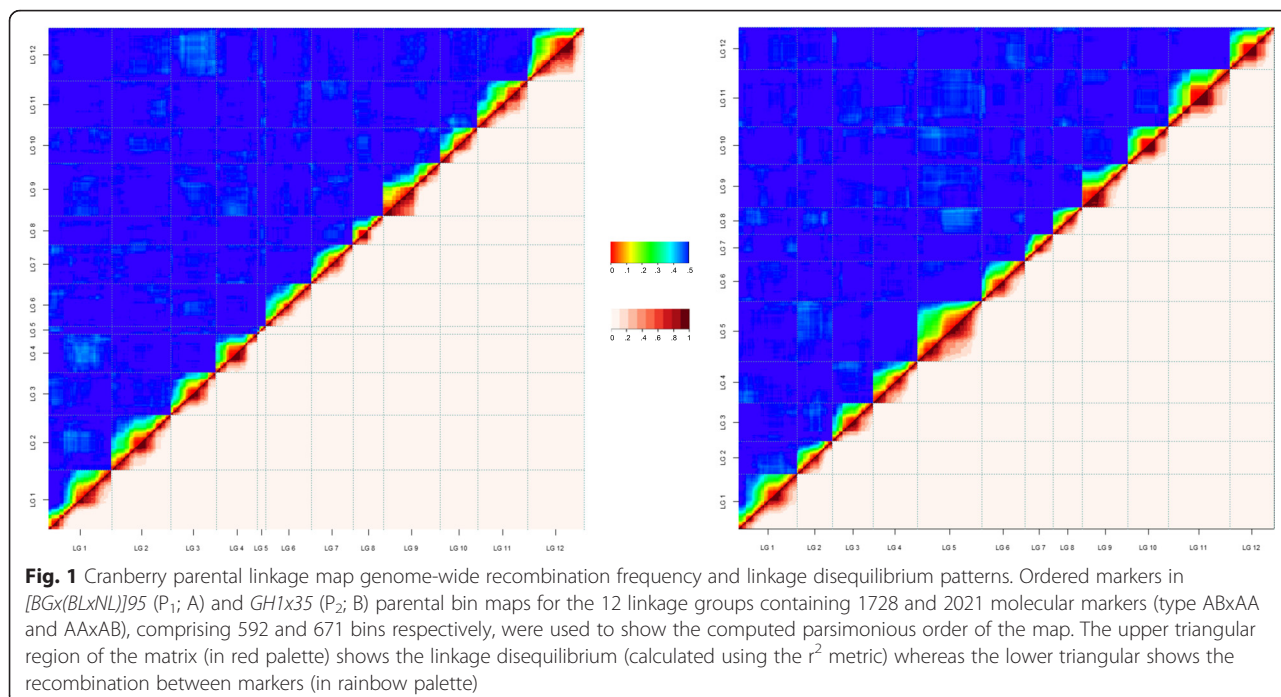 LG 12
LG 11
LG 10
LG 9
LG 8
LG 7
LG 6
LG 5
LG 4
LG 3
LG 2
LG 1
LG 1 LG 2 LG 3 LG 4 LG 5 LG 6 LG 7 LG 8 LG 9 LG 10 LG 11 LG 12
0 .1 .2 .3 .4 .5
0 .2 .4 .6 .8 1
LG 12
LG 11
LG 10
LG 9
LG 8
LG 7
LG 6
LG 5
LG 4
LG 3
LG 2
LG 1
LG 1 LG 2 LG 3 LG 4 LG 5 LG 6 LG 7 LG 8 LG 9 LG 10 LG 11 LG 12
Fig. 1 Cranberry parental linkage map genome-wide recombination frequency and linkage disequilibrium patterns. Ordered markers in
[BGx(BLxNL)]95 (P₁; A) and GH1x35 (P₂; B) parental bin maps for the 12 linkage groups containing 1728 and 2021 molecular markers (type ABxAA
and AAxAB), comprising 592 and 671 bins respectively, were used to show the computed parsimonious order of the map. The upper triangular
region of the matrix (in red palette) shows the linkage disequilibrium (calculated using the r² metric) whereas the lower triangular shows the
recombination between markers (in rainbow palette)